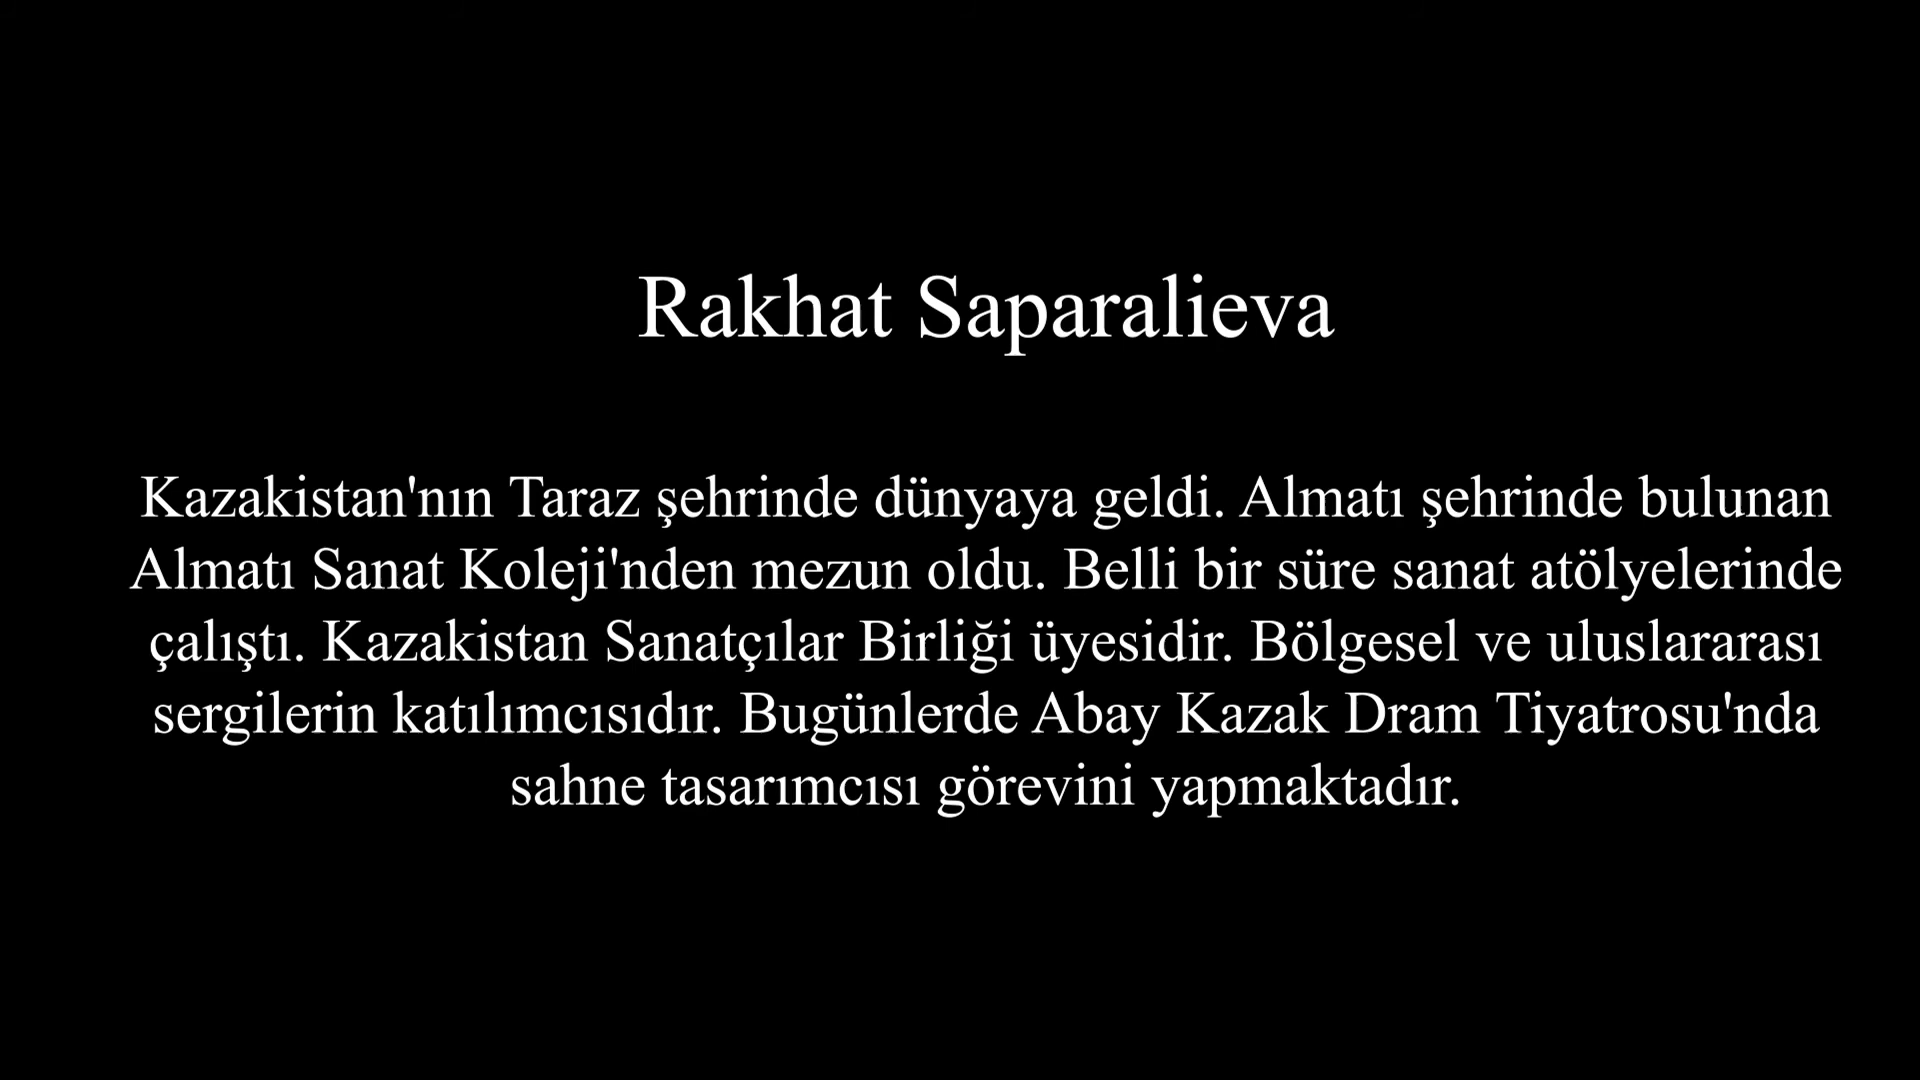 Rakhat Saparalieva
Kazakistan'nın Taraz şehrinde dünyaya geldi. Almatı şehrinde bulunan
Almatı Sanat Koleji'nden mezun oldu. Belli bir süre sanat atölyelerinde
çalıştı. Kazakistan Sanatçılar Birliği üyesidir. Bölgesel ve uluslararası
sergilerin katılımcısıdır. Bugünlerde Abay Kazak Dram Tiyatrosu'nda
sahne tasarımcısı görevini yapmaktadır.